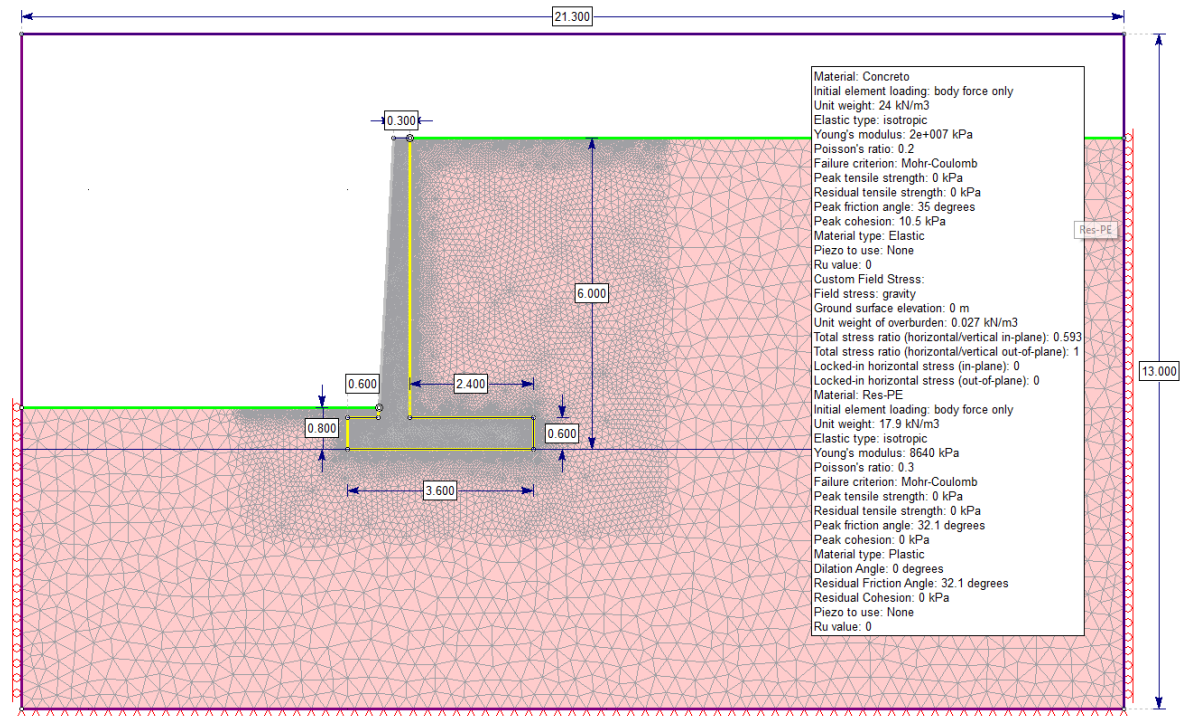 21.300
0.300
Material: Concreto
Initial element loading: body force only
Unit weight: 24 kN/m3
Elastic type: isotropic
Young's modulus: 2e+007 kPa
Poisson's ratio: 0.2
Failure criterion: Mohr-Coulomb
Peak tensile strength: 0 kPa
Residual tensile strength: 0 kPa
Peak friction angle: 35 degrees
Peak cohesion: 10.5 kPa
Material type: Elastic
Piezo to use: None
Ru value: 0
Custom Field Stress:
Field stress: gravity
Ground surface elevation: 0 m
Unit weight of overburden: 0.027 kN/m3
Total stress ratio (horizontal/vertical in-plane): 0.593
Total stress ratio (horizontal/vertical out-of-plane): 1
Locked-in horizontal stress (in-plane): 0
Locked-in horizontal stress (out-of-plane): 0
Material: Res-PE
Initial element loading: body force only
Unit weight: 17.9 kN/m3
Elastic type: isotropic
Young's modulus: 8640 kPa
Poisson's ratio: 0.3
Failure criterion: Mohr-Coulomb
Peak tensile strength: 0 kPa
Residual tensile strength: 0 kPa
Peak friction angle: 32.1 degrees
Peak cohesion: 0 kPa
Material type: Plastic
Dilation Angle: 0 degrees
Residual Friction Angle: 32.1 degrees
Residual Cohesion: 0 kPa
Piezo to use: None
Ru value: 0
Res-PE
6.000
13.000
0.600
2.400
0.800
0.600
3.600